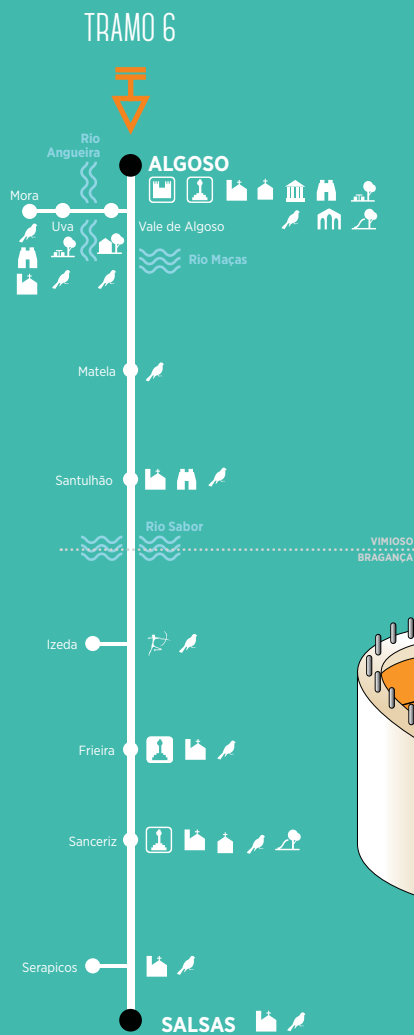 TRAMO 6
Rio
Angueira
ALGOSO
Mora
Uva
Vale de Algoso
Rio Maças
Matela
Santulhão
Rio Sabor
VIMIOSO
BRAGANÇA
Izeda
Frieira
Sanceriz
Serapicos
SALSAS